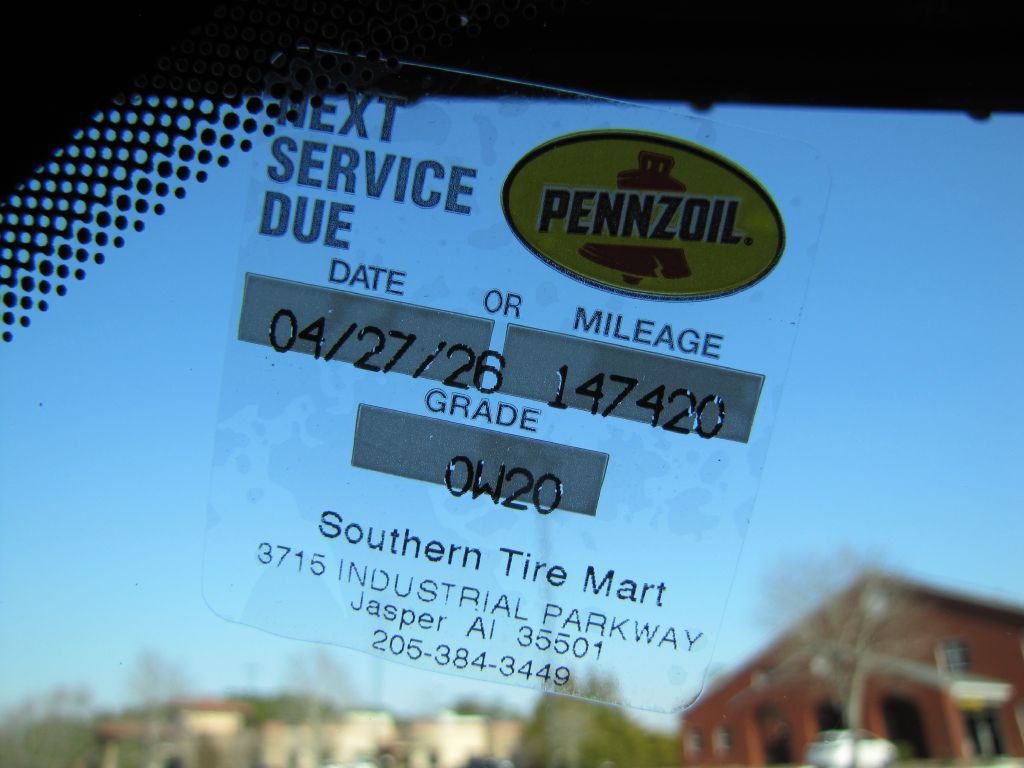 NEXT
SERVICE
DUE
PENNZOIL.
DATE OR MILEAGE
04/27/26 147420
GRADE
0W20
Southern Tire Mart
3715 INDUSTRIAL PARKWAY
Jasper Al 35501
205-384-3449